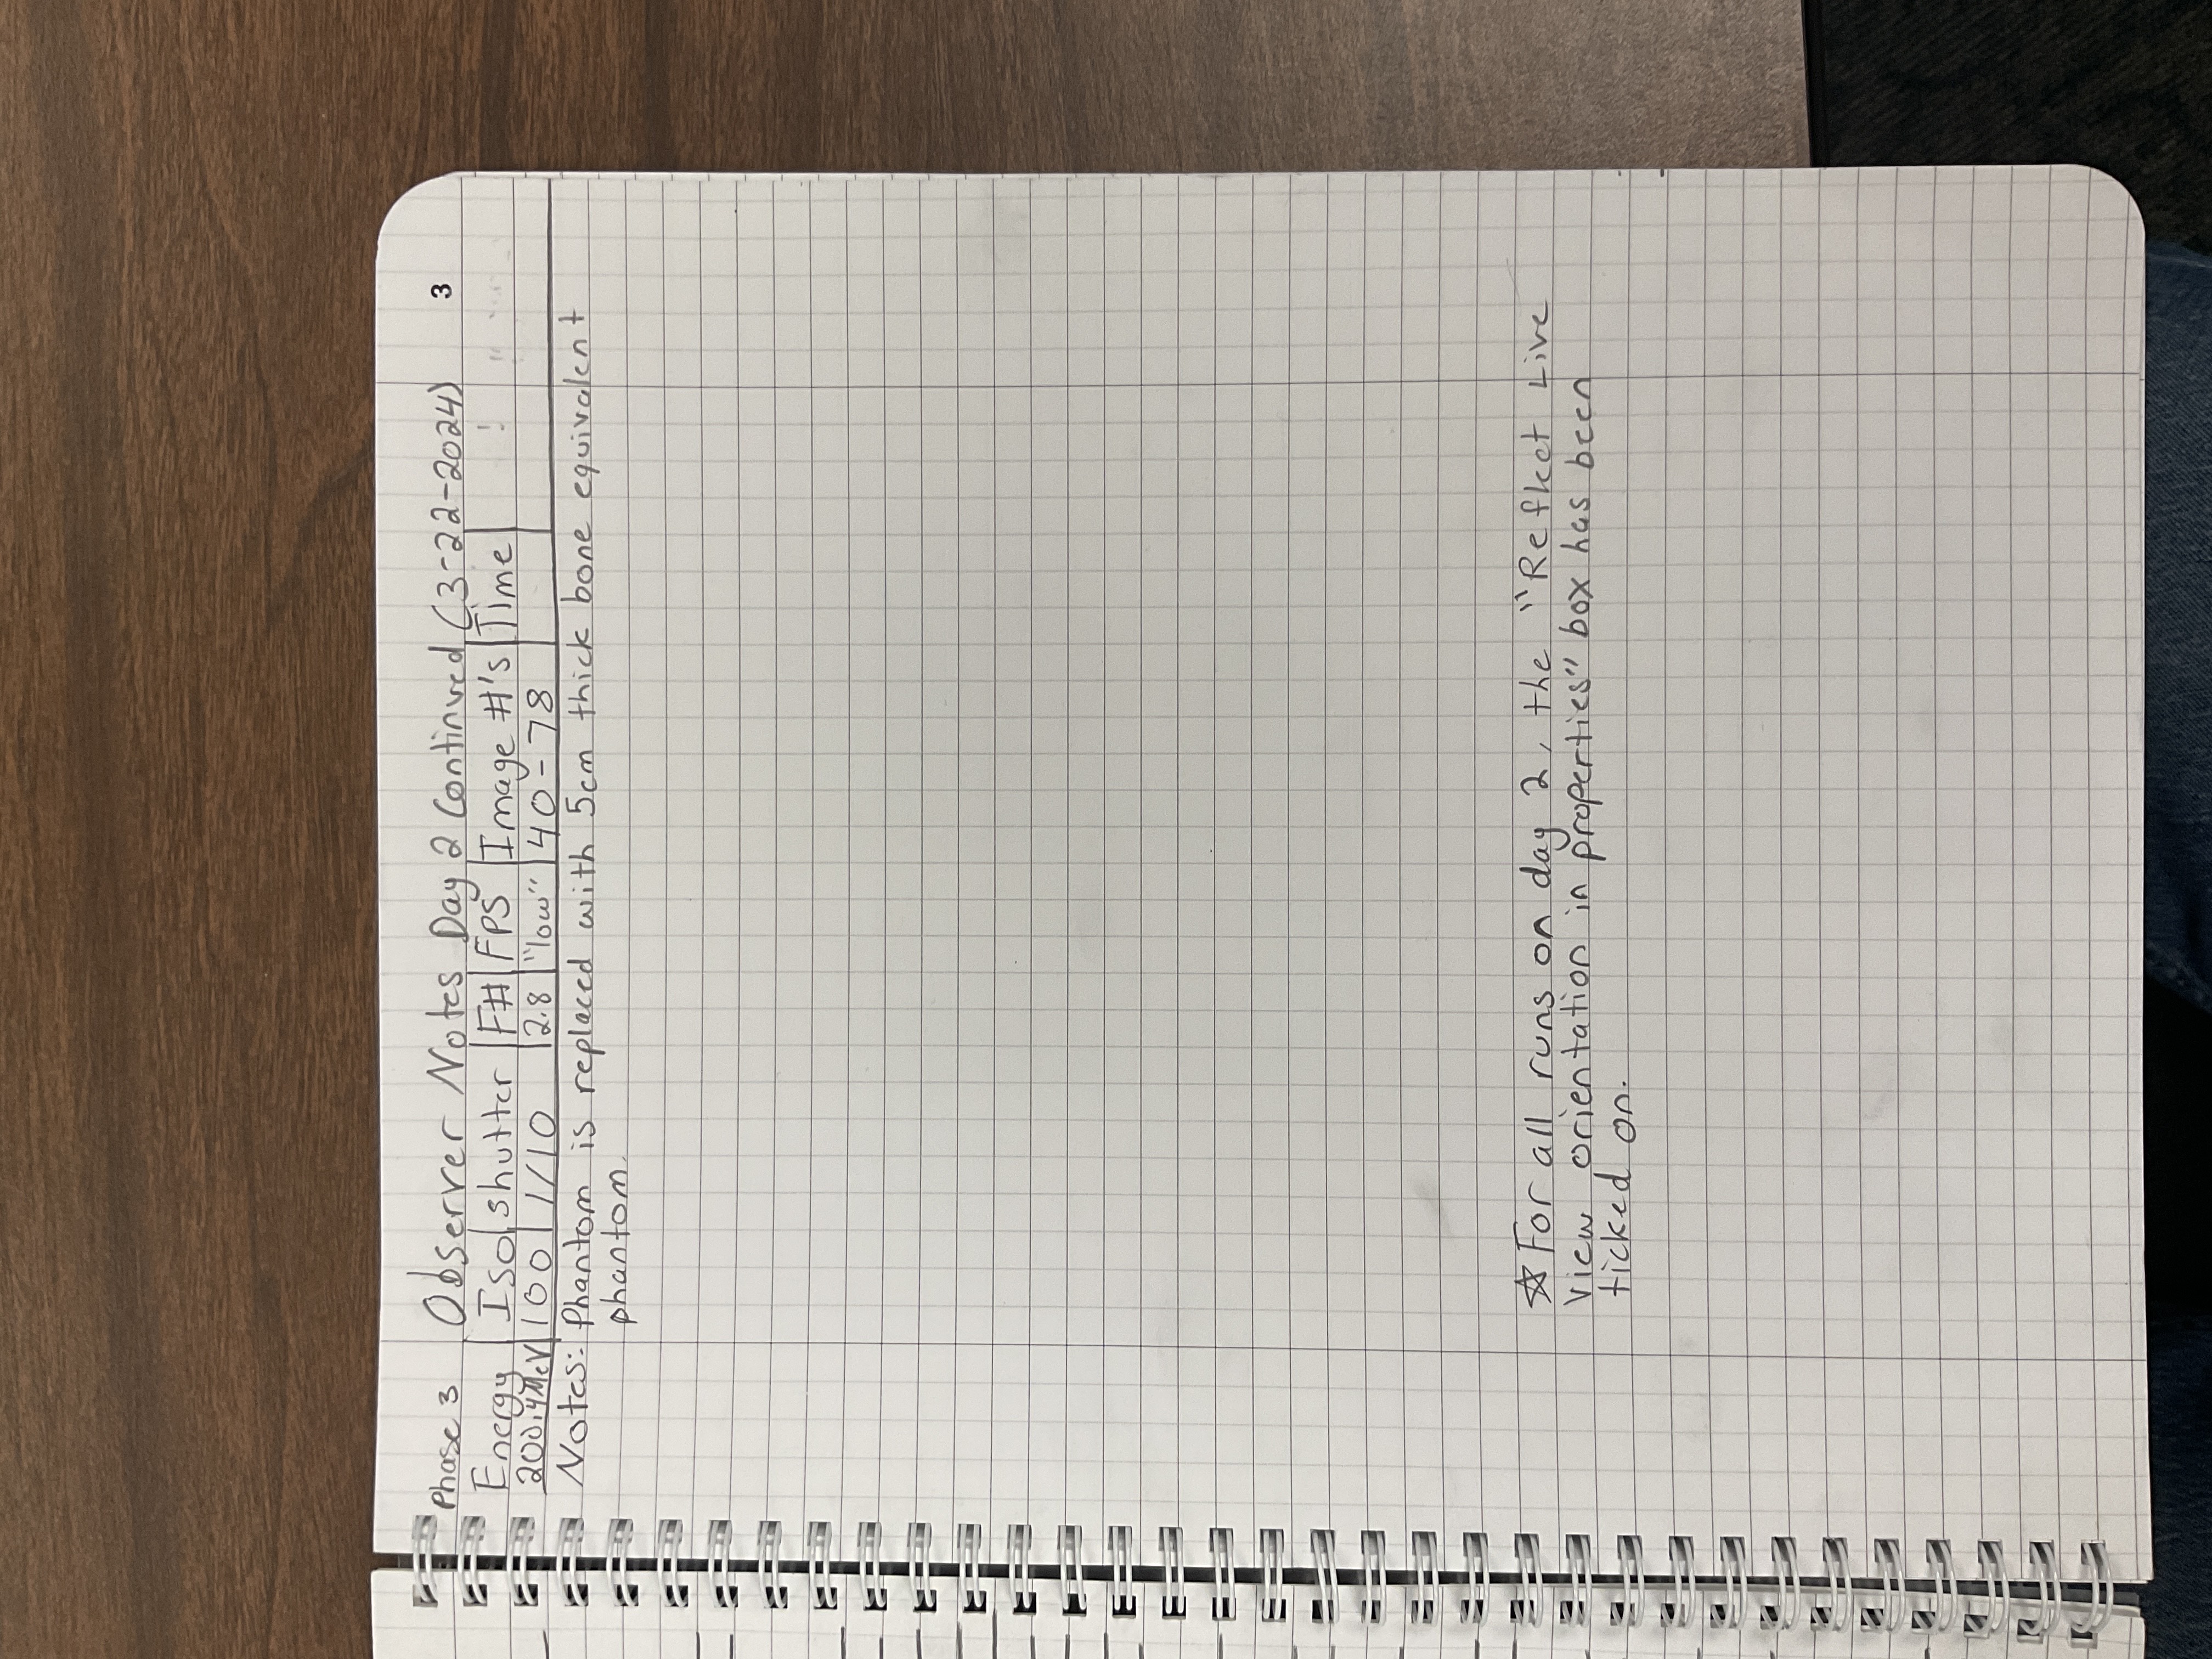 Phase 3 Observer Notes Day 2 Continued (3-22-2024) 3
Energy Iso shutter F# FPS Image #'s Time
200.4MeV 100 1/10 2.8 "low" 40-78
Notes: Phantom is replaced with 5cm thick bone equivalent
phantom.
☆ For all runs on day 2, the "Reflect Live
View orientation in properties" box has been
ticked on.